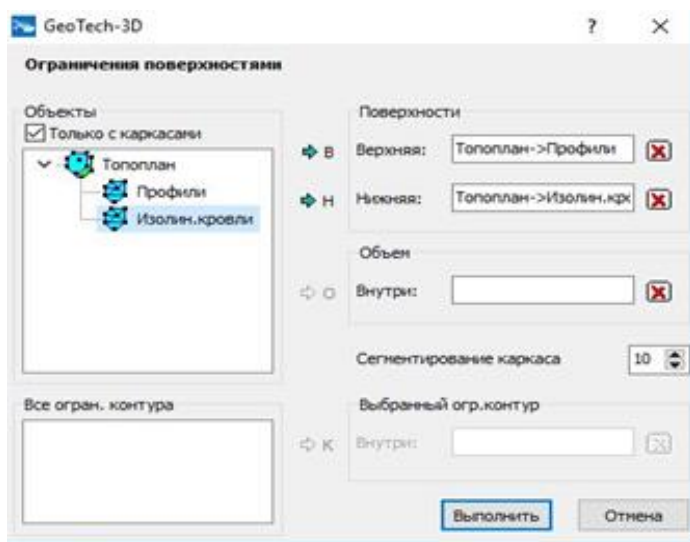 GeoTech-3D
?
Ограничения поверхностями
Объекты
Только с каркасами
Топоплан
Профили
Изолин.кровли
В
Н
О
К
Поверхности
Верхняя: Топоплан->Профили
Нижняя: Топоплан->Изолин.крс
Объем
Внутри:
Сегментирование каркаса 10
Все огран. контура
Выбранный огр.контур
Внутри:
Выполнить
Отмена